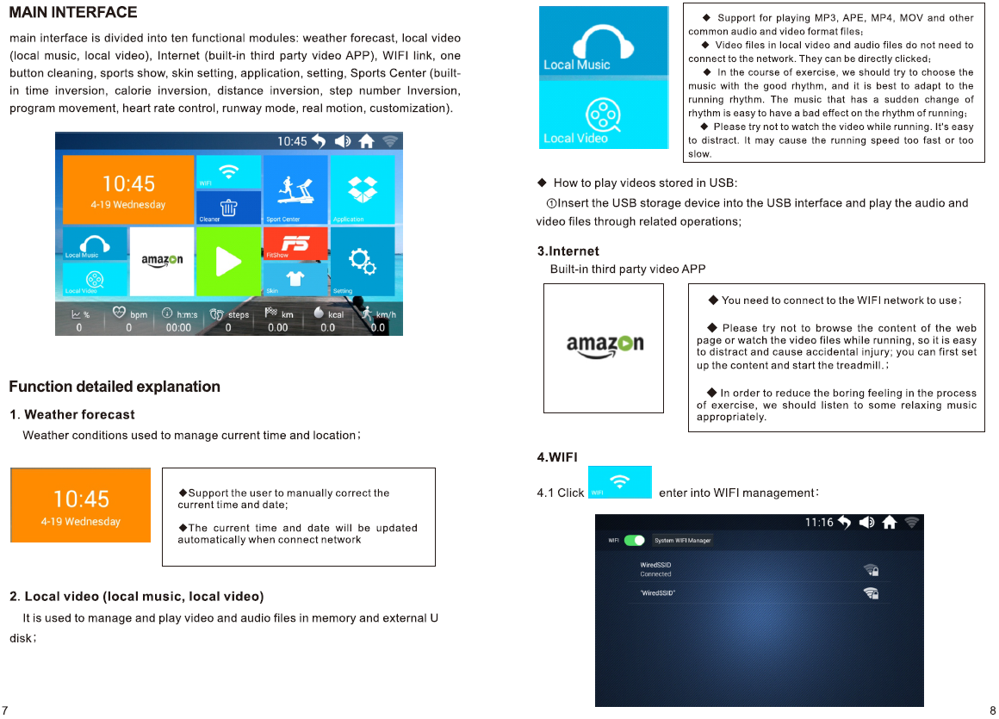 MAIN INTERFACE
main interface is divided into ten functional modules: weather forecast, local video
(local music, local video), Internet (built-in third party video APP), WIFI link, one
button cleaning, sports show, skin setting, application, setting, Sports Center (built-
in time inversion, calorie inversion, distance inversion, step number Inversion,
program movement, heart rate control, runway mode, real motion, customization).
10:45
10:45
4-19 Wednesday
WIFI
Cleaner
Sport Center
Application
Local Music
Local Video
amazon
FS
FitShow
Skin
Setting
% bpm h:m:s steps km kcal km/h
0 0 00:00 0 0.00 0.0 0.0
Function detailed explanation
1. Weather forecast
Weather conditions used to manage current time and location;
10:45
4-19 Wednesday
◆Support the user to manually correct the
current time and date;
◆The current time and date will be updated
automatically when connect network
2. Local video (local music, local video)
It is used to manage and play video and audio files in memory and external U
disk;
7
Local Music
Local Video
◆ Support for playing MP3, APE, MP4, MOV and other
common audio and video format files;
◆ Video files in local video and audio files do not need to
connect to the network. They can be directly clicked;
◆ In the course of exercise, we should try to choose the
music with the good rhythm, and it is best to adapt to the
running rhythm. The music that has a sudden change of
rhythm is easy to have a bad effect on the rhythm of running;
◆ Please try not to watch the video while running. It's easy
to distract. It may cause the running speed too fast or too
slow.
◆ How to play videos stored in USB:
①Insert the USB storage device into the USB interface and play the audio and
video files through related operations;
3.Internet
Built-in third party video APP
amazon
◆ You need to connect to the WIFI network to use;
◆ Please try not to browse the content of the web
page or watch the video files while running, so it is easy
to distract and cause accidental injury; you can first set
up the content and start the treadmill.;
◆ In order to reduce the boring feeling in the process
of exercise, we should listen to some relaxing music
appropriately.
4.WIFI
4.1 Click WIFI enter into WIFI management:
11:16
WIFI System WIFI Manager
WiredSSID
Connected
"WiredSSID"
8